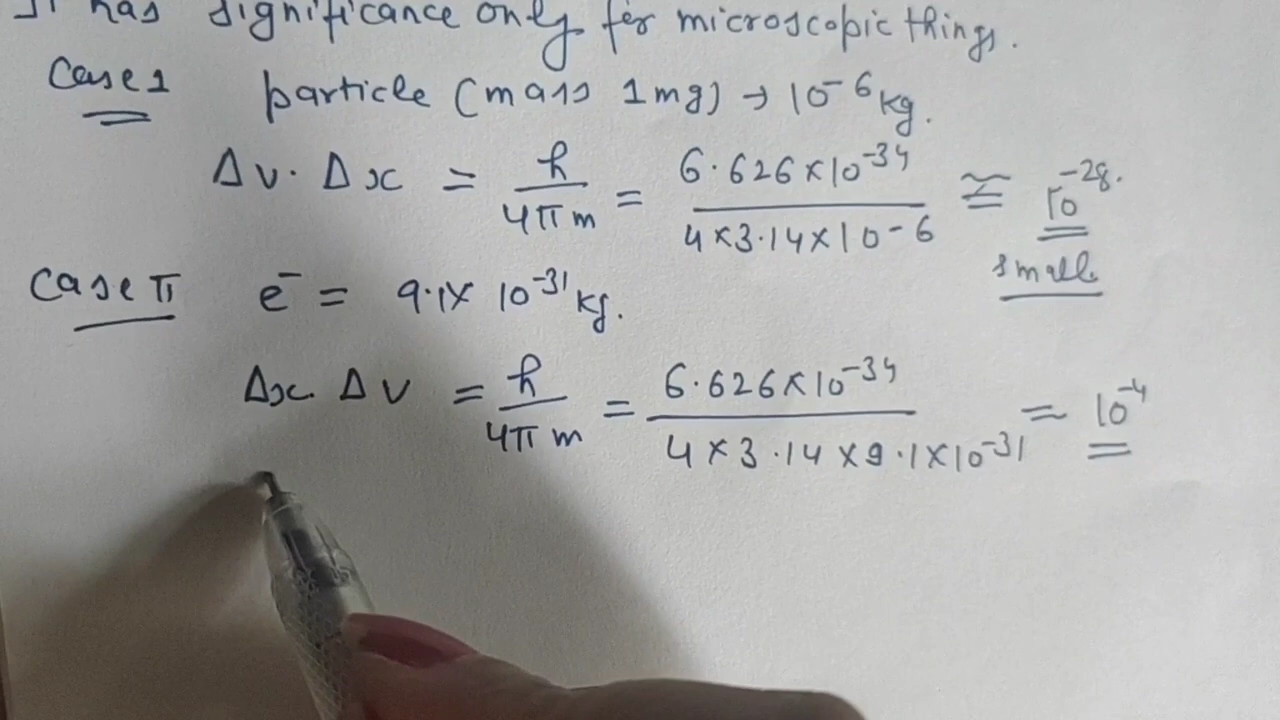 It has significance only for microscopic things.
Case 1 particle (mass 1mg) → 10⁻⁶ kg.
Δv. Δx = h/4πm = 6.626×10⁻³⁴/4×3.14×10-6 ≅ 10⁻²⁸.
small
Case II e⁻ = 9.1× 10⁻³¹ kg.
Δx. Δv = h/4πm = 6.626×10⁻³⁴/4×3.14×9.1×10⁻³¹ = 10⁻⁴